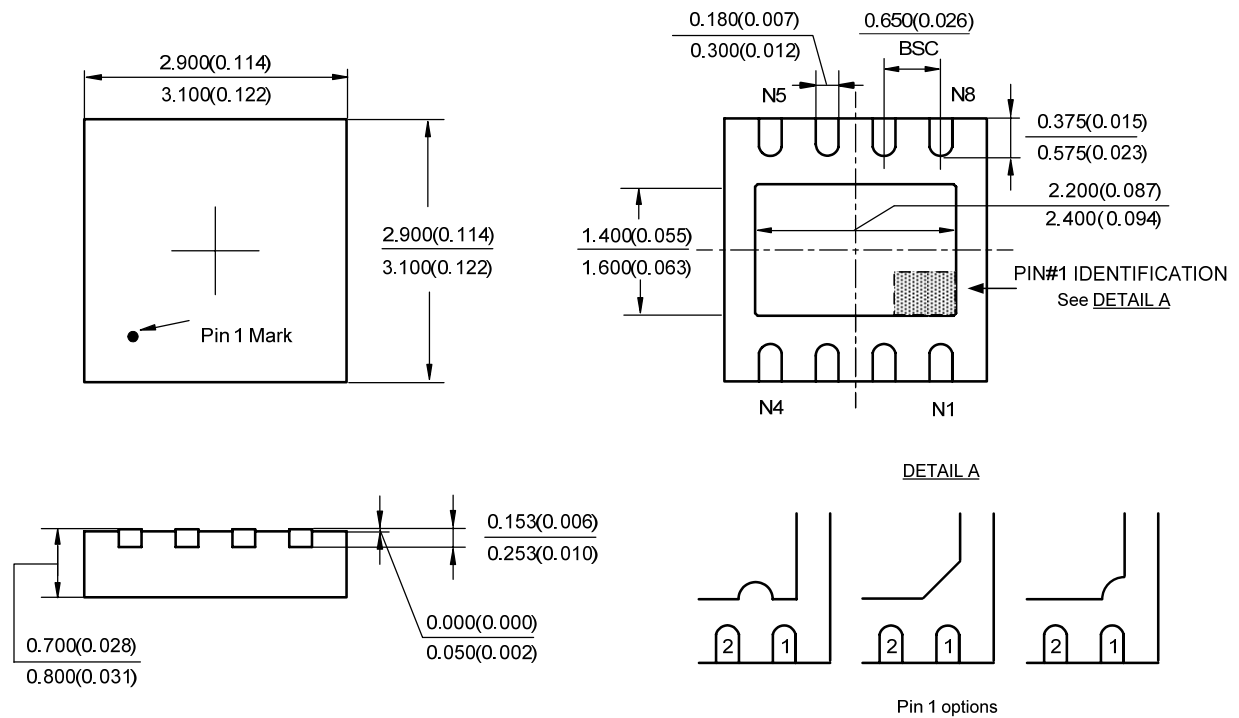 2.900(0.114)
3.100(0.122)
2.900(0.114)
3.100(0.122)
Pin 1 Mark
0.180(0.007)
0.300(0.012)
0.650(0.026)
BSC
N5
N8
0.375(0.015)
0.575(0.023)
2.200(0.087)
2.400(0.094)
1.400(0.055)
1.600(0.063)
PIN#1 IDENTIFICATION
See DETAIL A
N4
N1
0.153(0.006)
0.253(0.010)
0.000(0.000)
0.050(0.002)
0.700(0.028)
0.800(0.031)
DETAIL A
2 1
2 1
2 1
Pin 1 options